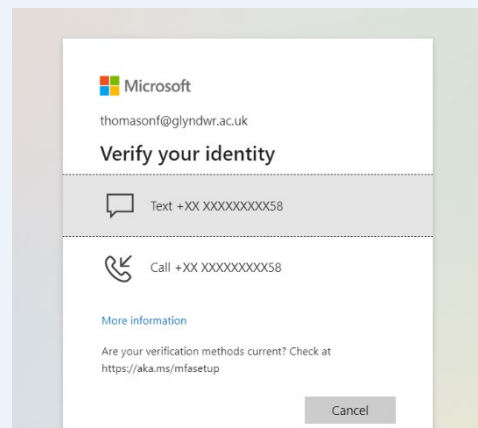 Microsoft
thomasonf@glyndwr.ac.uk
Verify your identity
Text +XX XXXXXXXXX58
Call +XX XXXXXXXXX58
More information
Are your verification methods current? Check at
https://aka.ms/mfasetup
Cancel